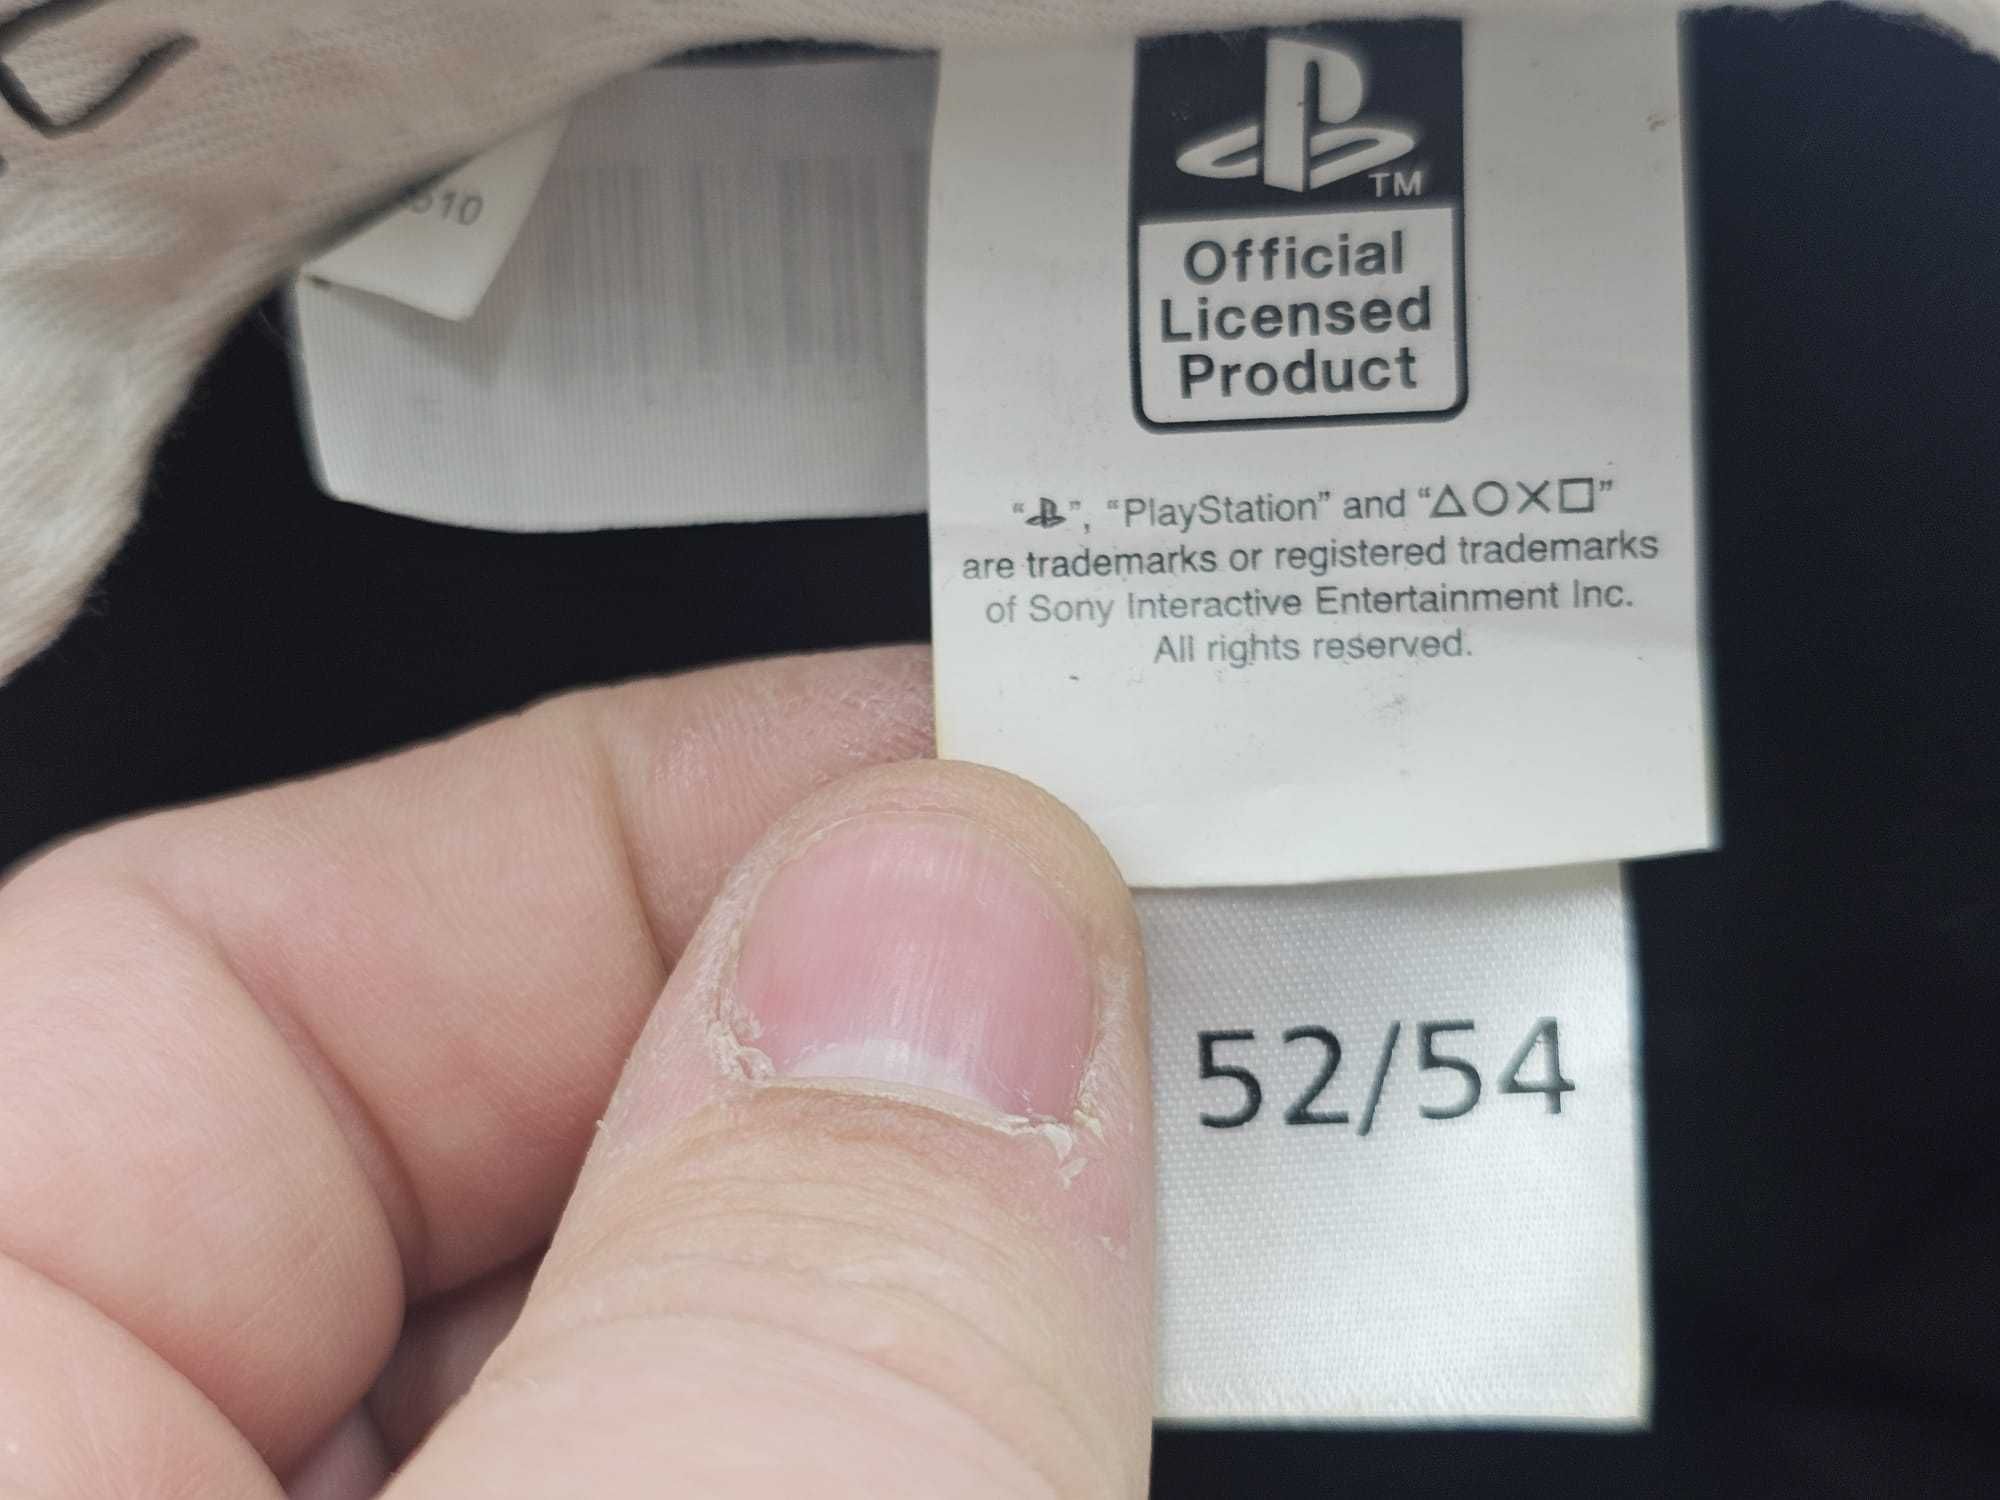 510
TM
Official
Licensed
Product
“”, “PlayStation” and “△○✕□”
are trademarks or registered trademarks
of Sony Interactive Entertainment Inc.
All rights reserved.
52/54